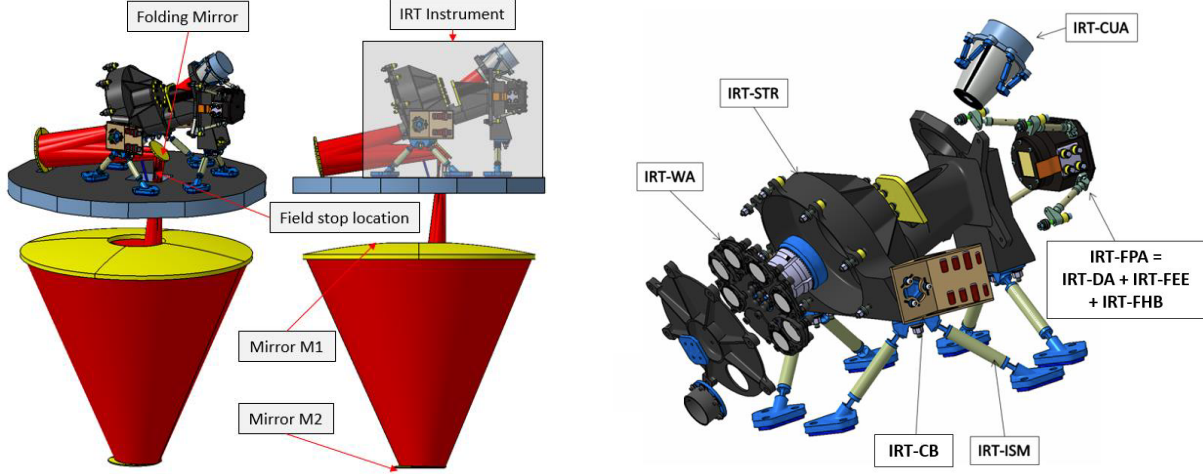 Folding Mirror
IRT Instrument
Field stop location
Mirror M1
Mirror M2
IRT-CUA
IRT-STR
IRT-WA
IRT-FPA =
IRT-DA + IRT-FEE
+ IRT-FHB
IRT-CB
IRT-ISM